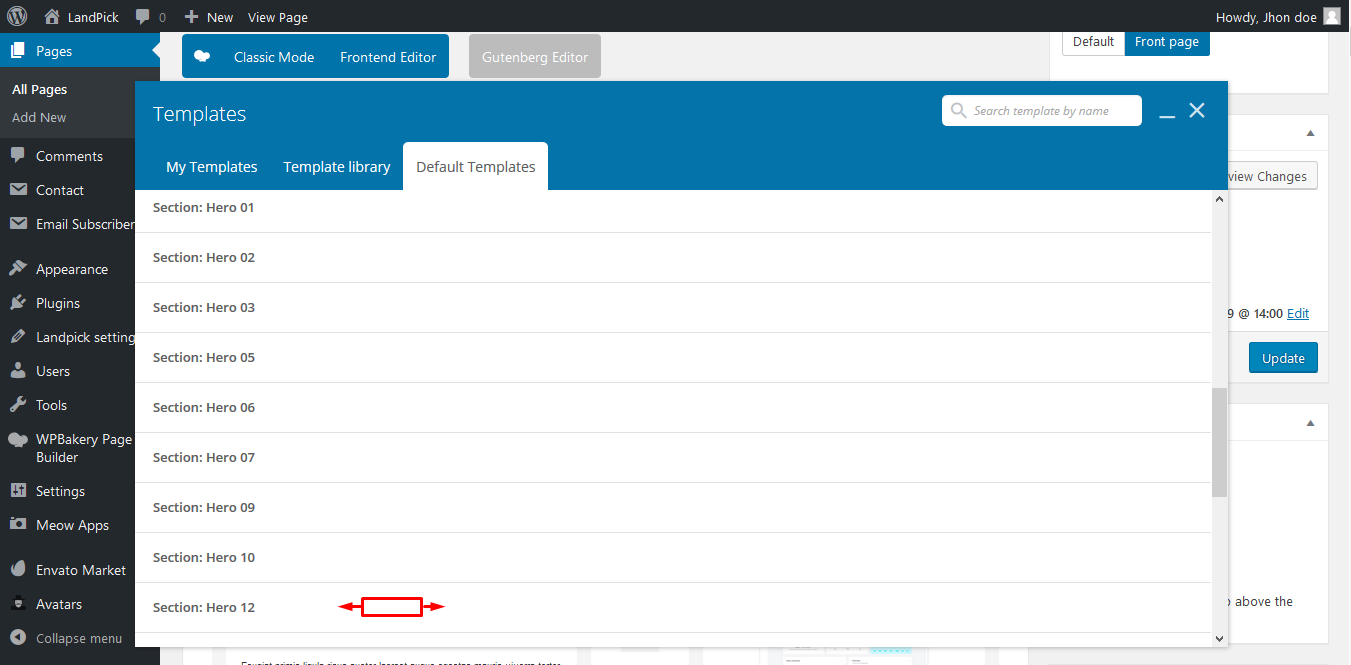 LandPick 0 New View Page Howdy, Jhon doe
Pages
All Pages
Add New
Comments
Contact
Email Subscriber
Appearance
Plugins
Landpick setting
Users
Tools
WPBakery Page
Builder
Settings
Meow Apps
Envato Market
Avatars
Collapse menu
Classic Mode Frontend Editor Gutenberg Editor
Default Front page
Templates
Search template by name
My Templates Template library Default Templates
Section: Hero 01
Section: Hero 02
Section: Hero 03
Section: Hero 05
Section: Hero 06
Section: Hero 07
Section: Hero 09
Section: Hero 10
Section: Hero 12
view Changes
9 @ 14:00 Edit
Update
above the